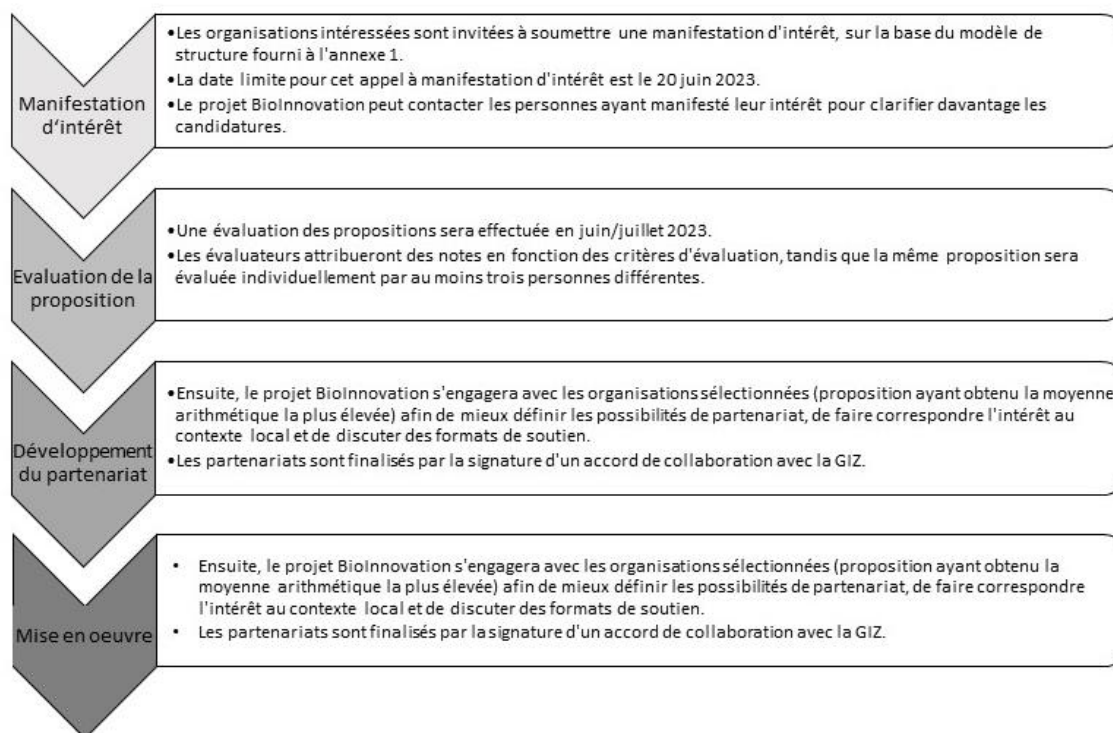 Manifestation
d'intérêt
•Les organisations intéressées sont invitées à soumettre une manifestation d'intérêt, sur la base du modèle de
structure fourni à l'annexe 1.
•La date limite pour cet appel à manifestation d'intérêt est le 20 juin 2023.
•Le projet BioInnovation peut contacter les personnes ayant manifesté leur intérêt pour clarifier davantage les
candidatures.
Evaluation de la
proposition
•Une évaluation des propositions sera effectuée en juin/juillet 2023.
•Les évaluateurs attribueront des notes en fonction des critères d'évaluation, tandis que la même proposition sera
évaluée individuellement par au moins trois personnes différentes.
Développement
du partenariat
•Ensuite, le projet BioInnovation s'engagera avec les organisations sélectionnées (proposition ayant obtenu la moyenne
arithmétique la plus élevée) afin de mieux définir les possibilités de partenariat, de faire correspondre l'intérêt au
contexte local et de discuter des formats de soutien.
•Les partenariats sont finalisés par la signature d'un accord de collaboration avec la GIZ.
Mise en oeuvre
• Ensuite, le projet BioInnovation s'engagera avec les organisations sélectionnées (proposition ayant obtenu la
moyenne arithmétique la plus élevée) afin de mieux définir les possibilités de partenariat, de faire correspondre
l'intérêt au contexte local et de discuter des formats de soutien.
• Les partenariats sont finalisés par la signature d'un accord de collaboration avec la GIZ.